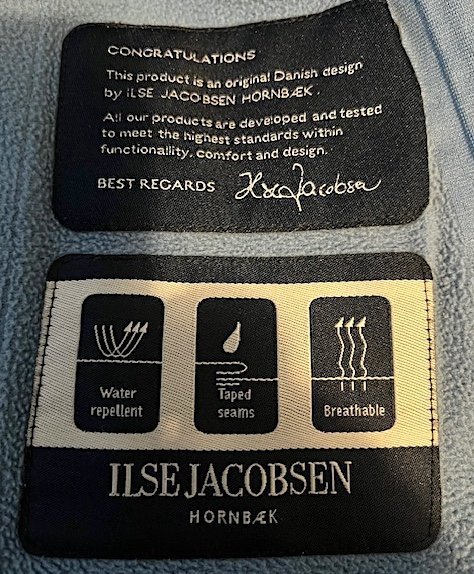 CONGRATULATIONS
This product is an original Danish design
by ILSE JACOBSEN HORNBÆK.
All our products are developed and tested
to meet the highest standards within
functionality, comfort and design.
BEST REGARDS Ilse Jacobsen
Water
repellent
Taped
seams
Breathable
ILSE JACOBSEN
HORNBÆK